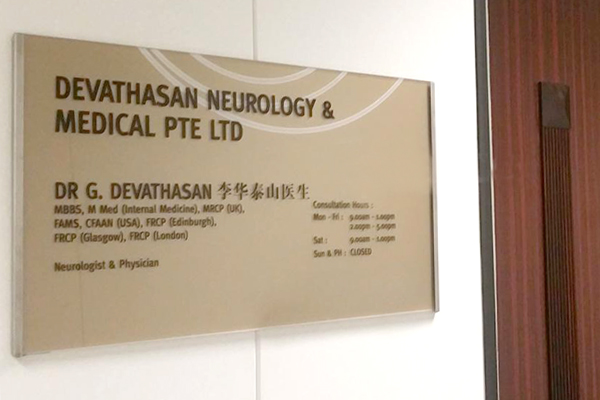 DEVATHASAN NEUROLOGY &
MEDICAL PTE LTD
DR G. DEVATHASAN 李华泰山医生
MBBS, M Med (Internal Medicine), MRCP (UK),
FAMS, CFAAN (USA), FRCP (Edinburgh),
FRCP (Glasgow), FRCP (London)
Neurologist & Physician
Consultation Hours :
Mon - Fri : 9.00am - 1.00pm
2.00pm - 5.00pm
Sat : 9.00am - 1.00pm
Sun & PH : CLOSED